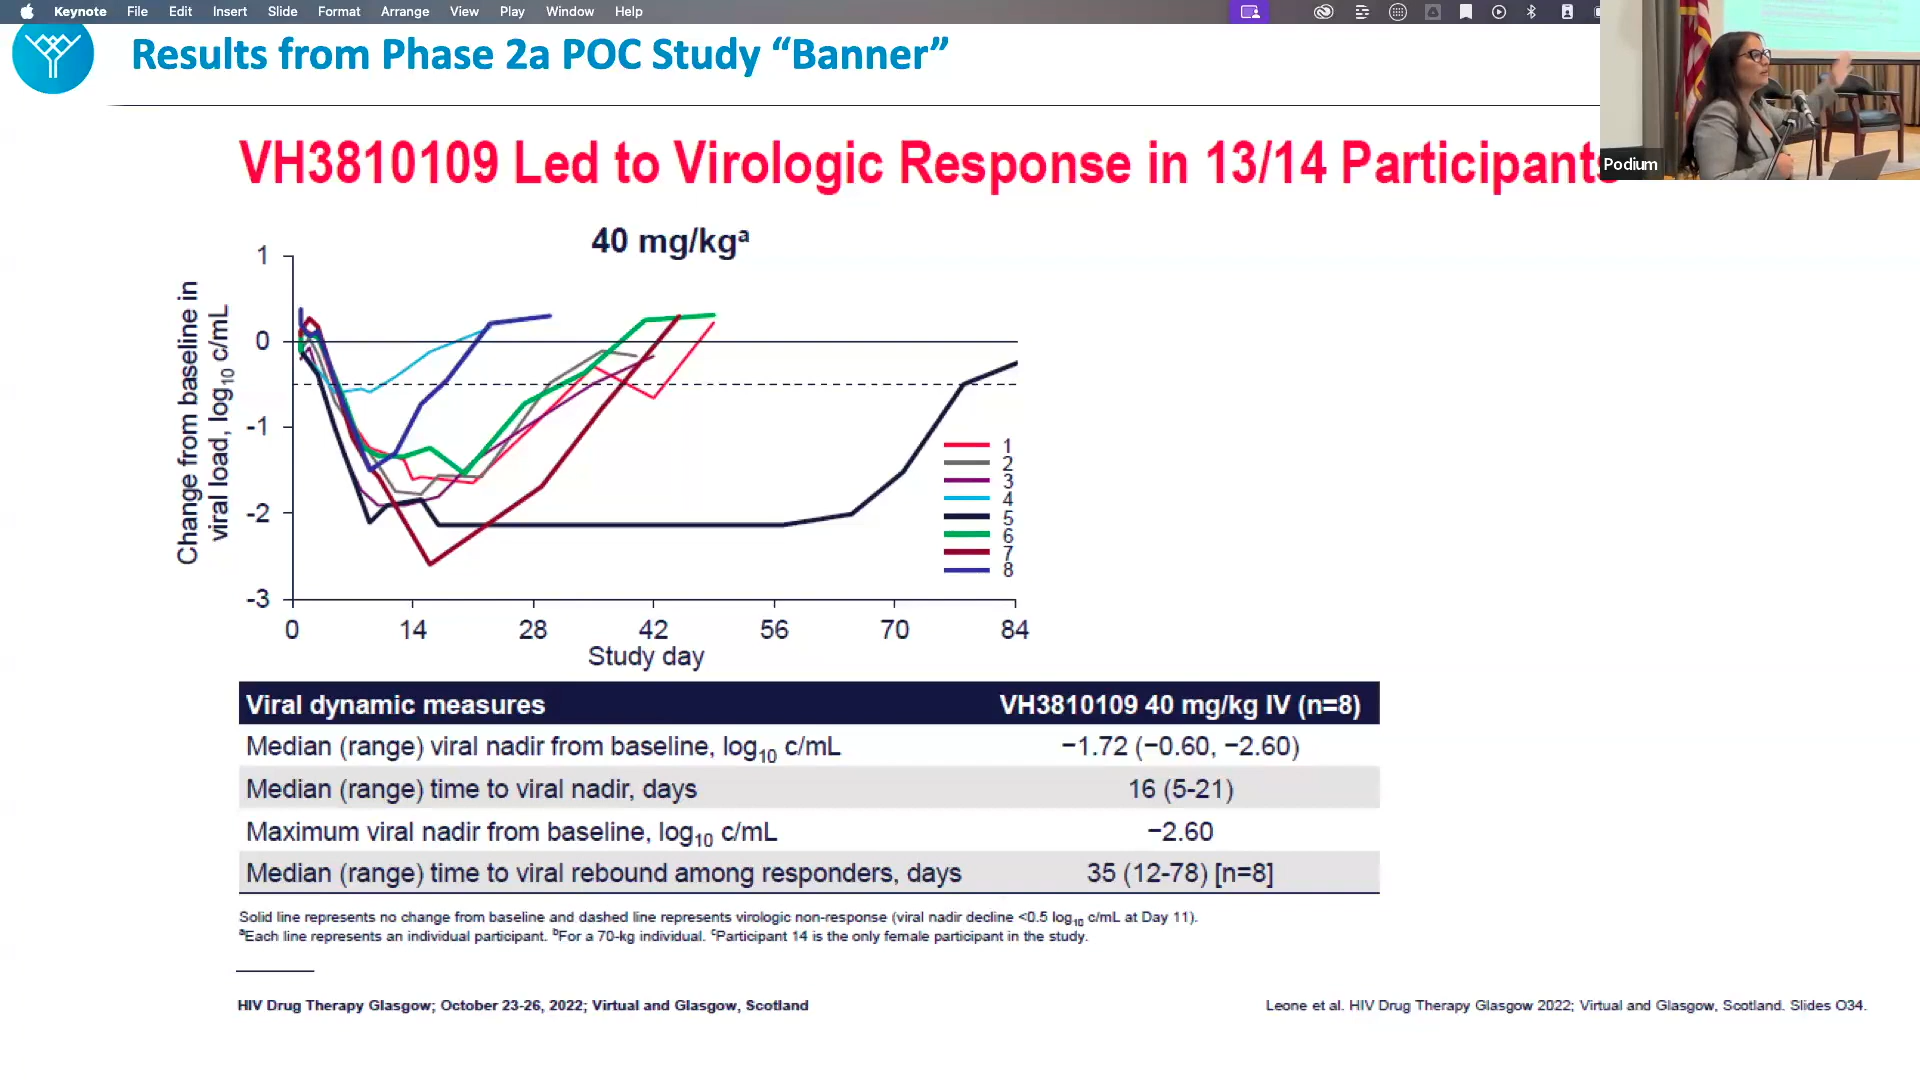 Keynote File Edit Insert Slide Format Arrange View Play Window Help
Results from Phase 2a POC Study “Banner”
Podium
VH3810109 Led to Virologic Response in 13/14 Participants
40 mg/kgᵃ
Change from baseline in
viral load, log₁₀ c/mL
1
0
-1
-2
-3
0 14 28 42 56 70 84
Study day
1
2
3
4
5
6
7
8
Viral dynamic measures VH3810109 40 mg/kg IV (n=8)
Median (range) viral nadir from baseline, log₁₀ c/mL −1.72 (−0.60, −2.60)
Median (range) time to viral nadir, days 16 (5-21)
Maximum viral nadir from baseline, log₁₀ c/mL −2.60
Median (range) time to viral rebound among responders, days 35 (12-78) [n=8]
Solid line represents no change from baseline and dashed line represents virologic non-response (viral nadir decline <0.5 log₁₀ c/mL at Day 11).
ᵃEach line represents an individual participant. ᵇFor a 70-kg individual. ᶜParticipant 14 is the only female participant in the study.
HIV Drug Therapy Glasgow; October 23-26, 2022; Virtual and Glasgow, Scotland
Leone et al. HIV Drug Therapy Glasgow 2022; Virtual and Glasgow, Scotland. Slides O34.